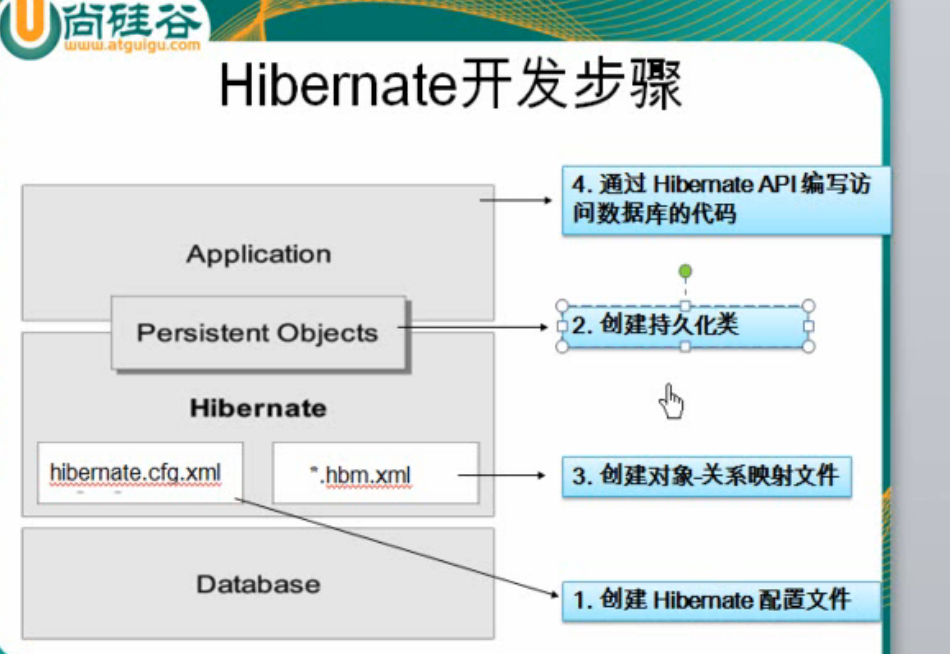 尚硅谷
www.atguigu.com
Hibernate开发步骤
4. 通过 Hibernate API 编写访
问数据库的代码
Application
Persistent Objects
2. 创建持久化类
Hibernate
hibernate.cfg.xml
*.hbm.xml
3. 创建对象-关系映射文件
Database
1. 创建 Hibernate 配置文件